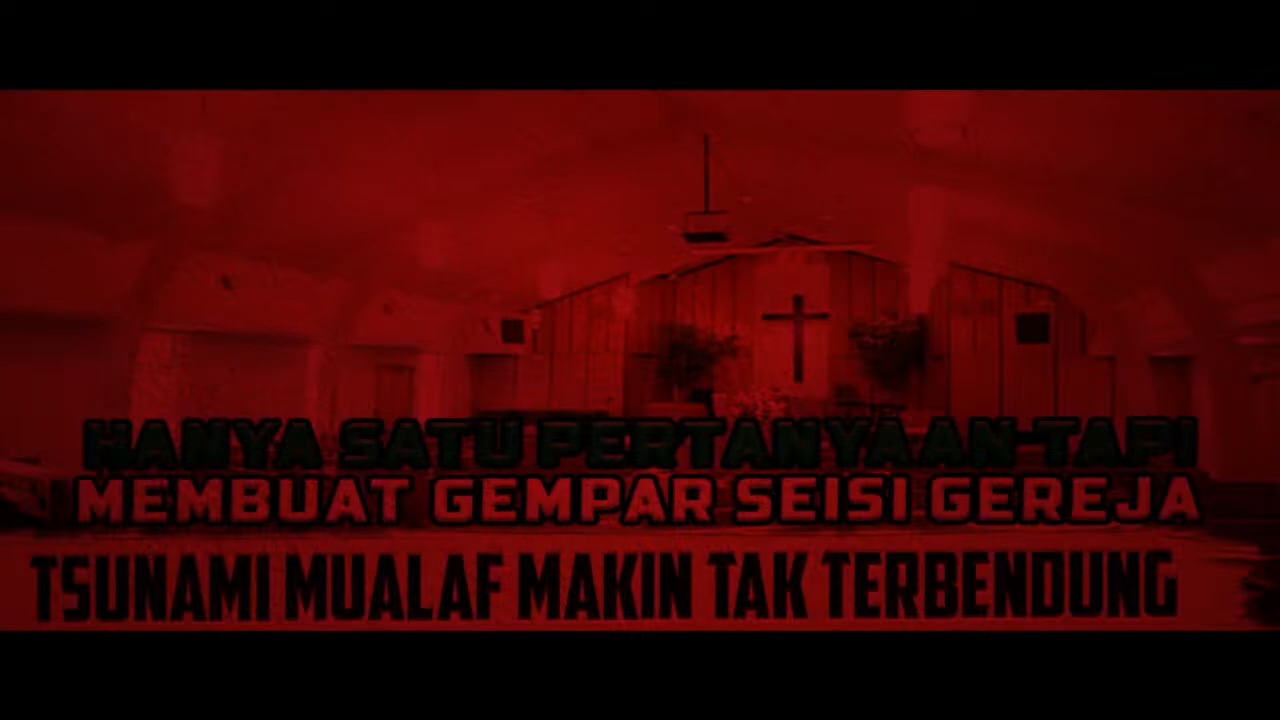 HANYA SATU PERTANYAAN TAPI
MEMBUAT GEMPAR SEISI GEREJA
TSUNAMI MUALAF MAKIN TAK TERBENDUNG